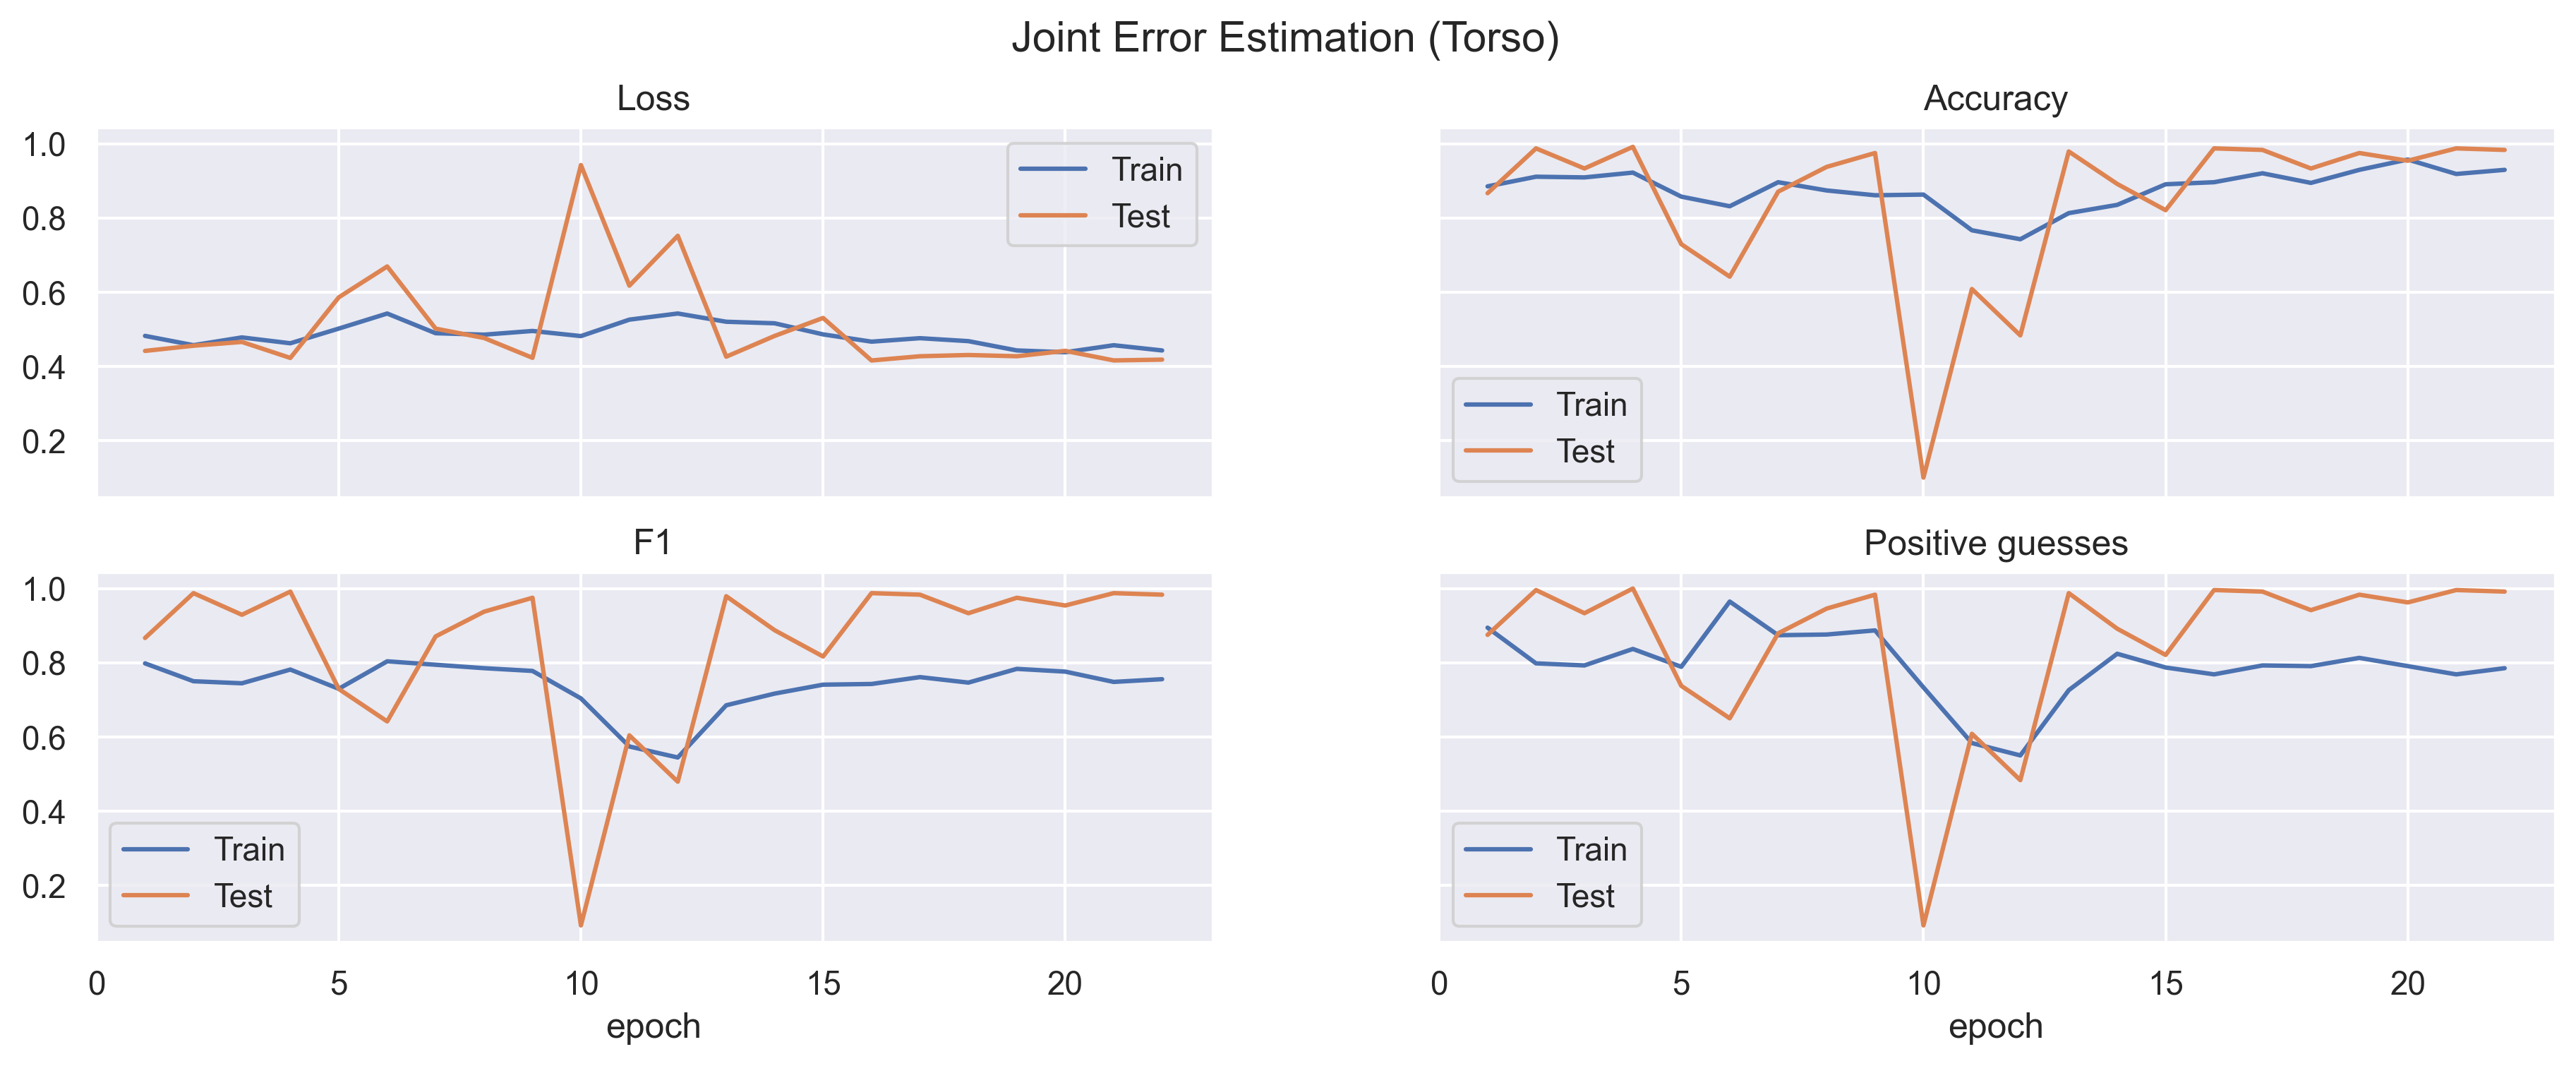 Joint Error Estimation (Torso)
Loss
1.0
0.8
0.6
0.4
0.2
Train
Test
Accuracy
Train
Test
F1
1.0
0.8
0.6
0.4
0.2
Train
Test
0 5 10 15 20
epoch
Positive guesses
Train
Test
0 5 10 15 20
epoch